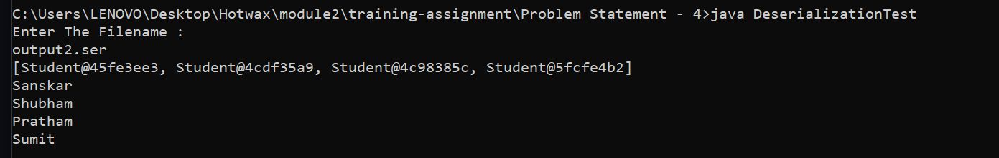 C:\Users\LENOVO\Desktop\Hotwax\module2\training-assignment\Problem Statement - 4>java DeserializationTest
Enter The Filename :
output2.ser
[Student@45fe3ee3, Student@4cdf35a9, Student@4c98385c, Student@5fcfe4b2]
Sanskar
Shubham
Pratham
Sumit